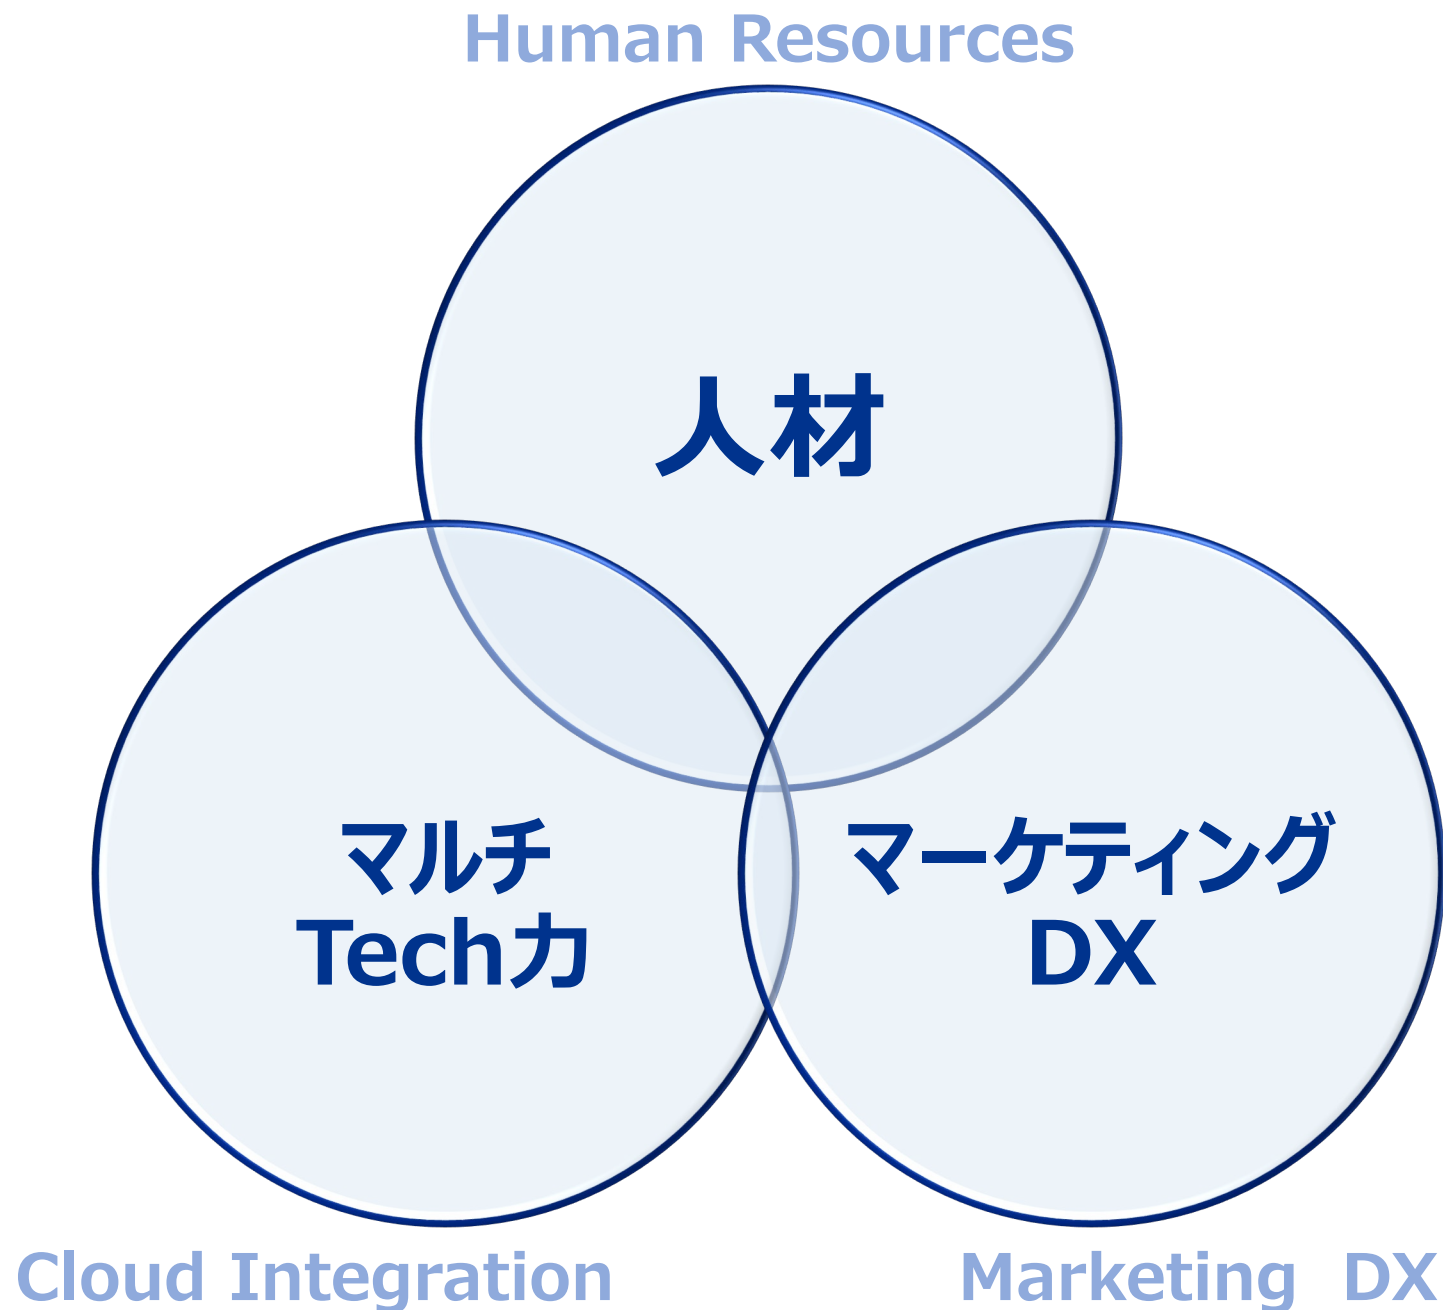 Human Resources
人材
マルチ
Tech力
マーケティング
DX
Cloud Integration
Marketing DX